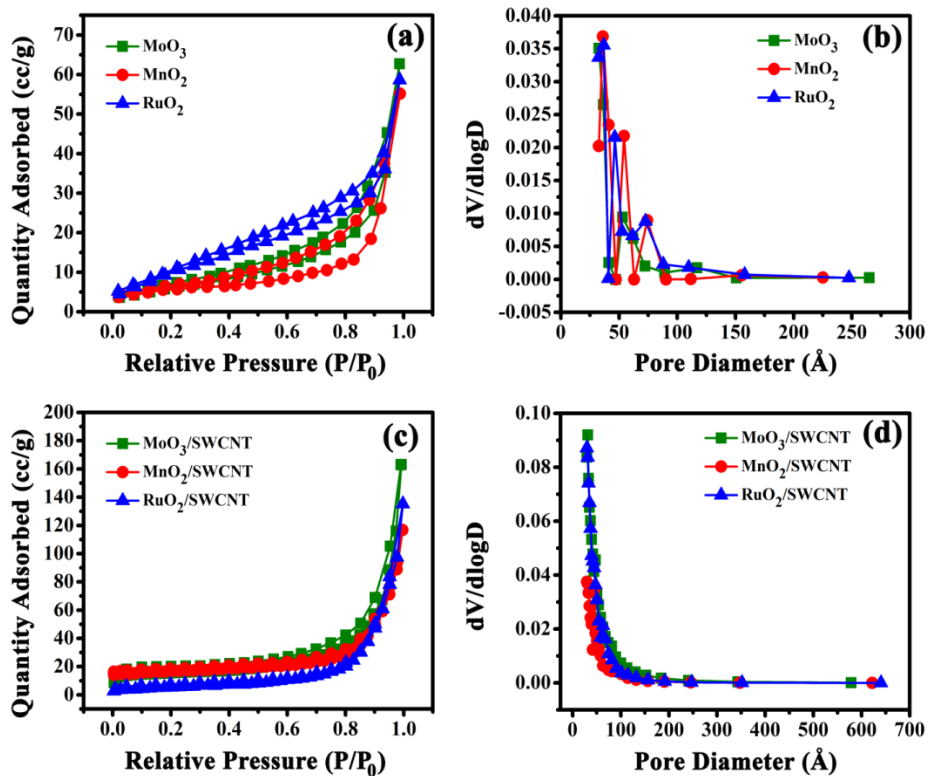 (a)
MoO3
MnO2
RuO2
Quantity Adsorbed (cc/g)
70
60
50
40
30
20
10
0
0.0 0.2 0.4 0.6 0.8 1.0
Relative Pressure (P/P0)
(b)
MoO3
MnO2
RuO2
dV/dlogD
0.040
0.035
0.030
0.025
0.020
0.015
0.010
0.005
0.000
-0.005
0 50 100 150 200 250 300
Pore Diameter (Å)
(c)
MoO3/SWCNT
MnO2/SWCNT
RuO2/SWCNT
Quantity Adsorbed (cc/g)
200
180
160
140
120
100
80
60
40
20
0
0.0 0.2 0.4 0.6 0.8 1.0
Relative Pressure (P/P0)
(d)
MoO3/SWCNT
MnO2/SWCNT
RuO2/SWCNT
dV/dlogD
0.10
0.08
0.06
0.04
0.02
0.00
0 100 200 300 400 500 600 700
Pore Diameter (Å)